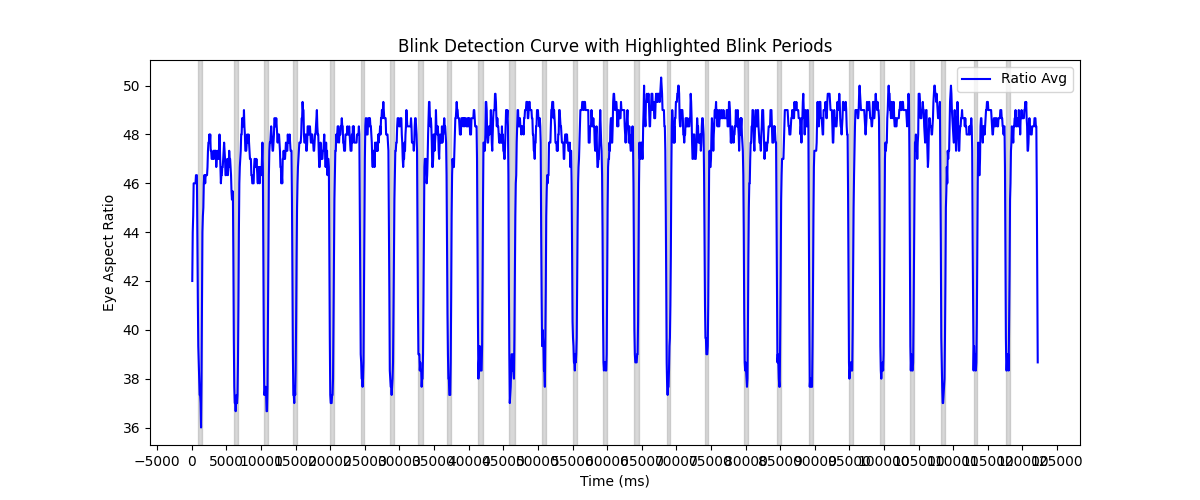 Blink Detection Curve with Highlighted Blink Periods
Ratio Avg
Eye Aspect Ratio
50
48
46
44
42
40
38
36
−5000 0 5000 10000 15000 20000 25000 30000 35000 40000 45000 50000 55000 60000 65000 70000 75000 80000 85000 90000 95000 100000 105000 110000 115000 120000 125000
Time (ms)